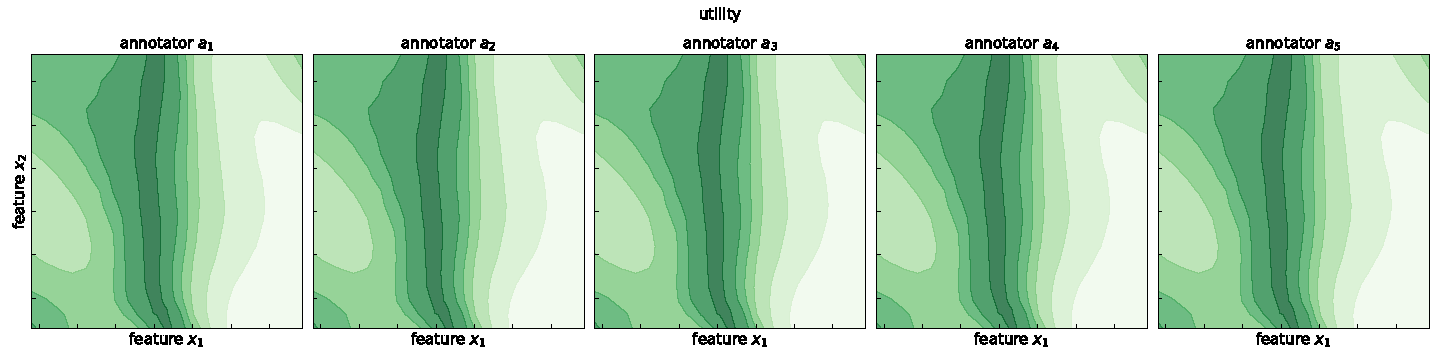 utility
annotator a₁ annotator a₂ annotator a₃ annotator a₄ annotator a₅
feature x₂
feature x₁ feature x₁ feature x₁ feature x₁ feature x₁